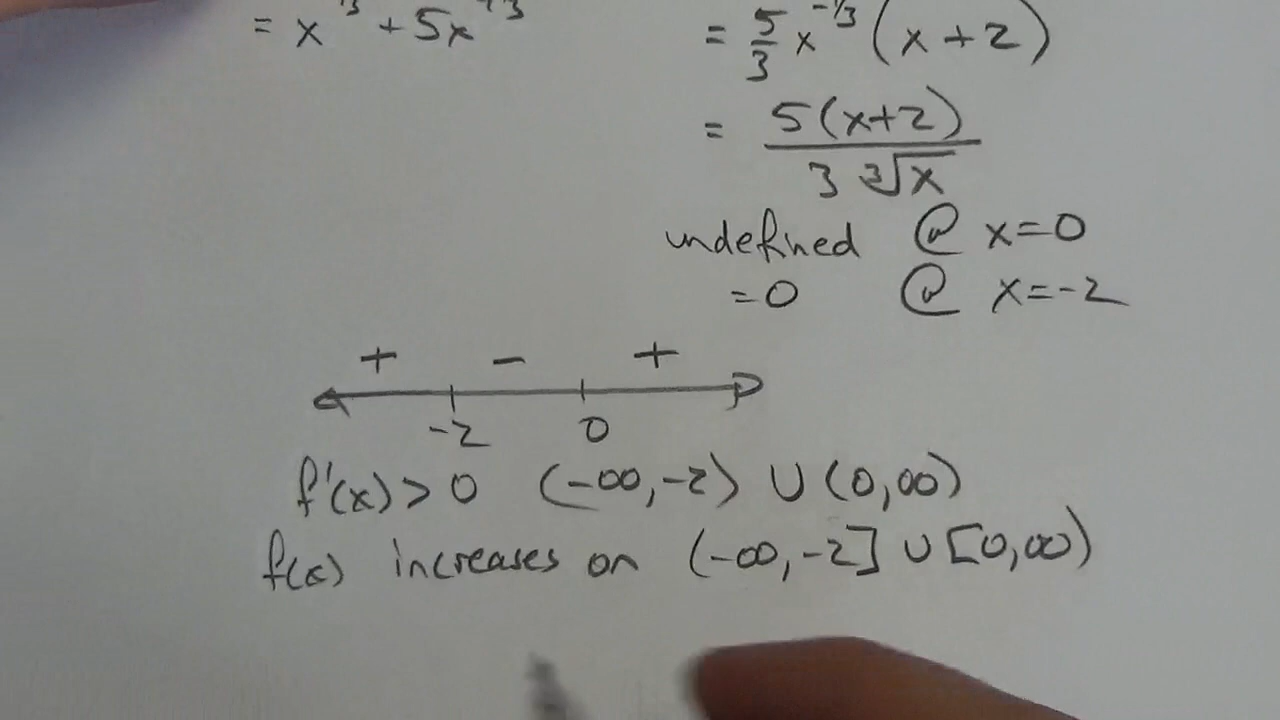 = x + 5x
= 5/3 x^-1/3 (x+2)
= 5(x+2) / 3 ∛x
undefined @ x=0
=0 @ x=-2
+ - +
-2 0
f'(x) > 0 (-∞,-2) ∪ (0,∞)
f(x) increases on (-∞,-2] ∪ [0,∞)